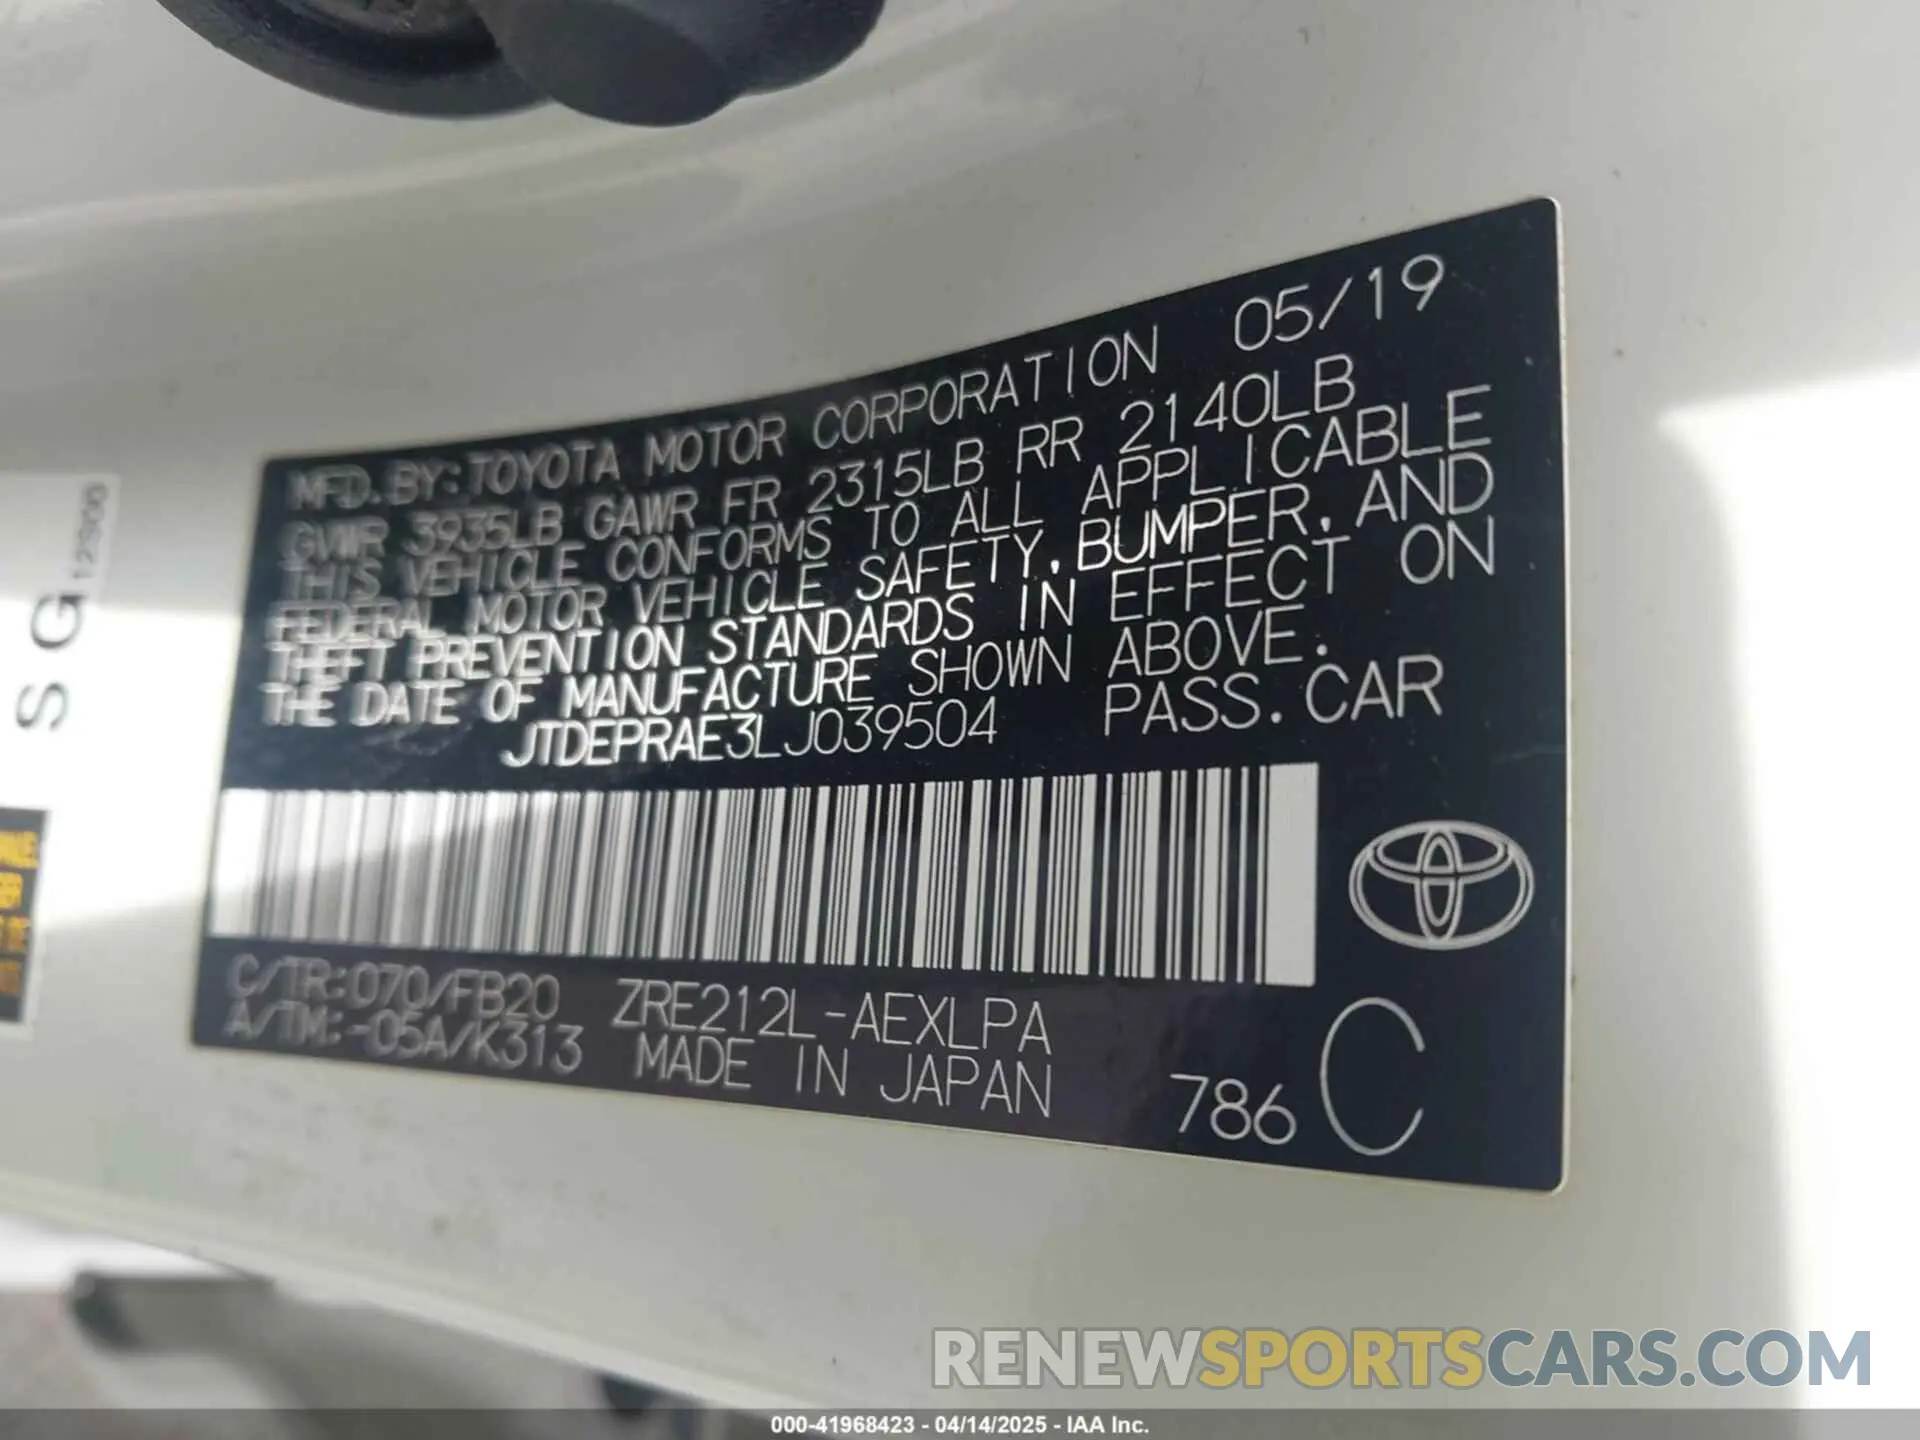 MFD. BY: TOYOTA MOTOR CORPORATION 05/19
GVWR 3935LB GAWR FR 2315LB RR 2140LB
THIS VEHICLE CONFORMS TO ALL APPLICABLE
FEDERAL MOTOR VEHICLE SAFETY, BUMPER, AND
THEFT PREVENTION STANDARDS IN EFFECT ON
THE DATE OF MANUFACTURE SHOWN ABOVE.
JTDEPRAE3LJ039504 PASS. CAR
C/TR: 070/FB20 ZRE212L-AEXLPA
A/TM: -05A/K313 MADE IN JAPAN
786 C
S G 12300
RENEWSPORTSCARS.COM
000-41968423 - 04/14/2025 - IAA Inc.